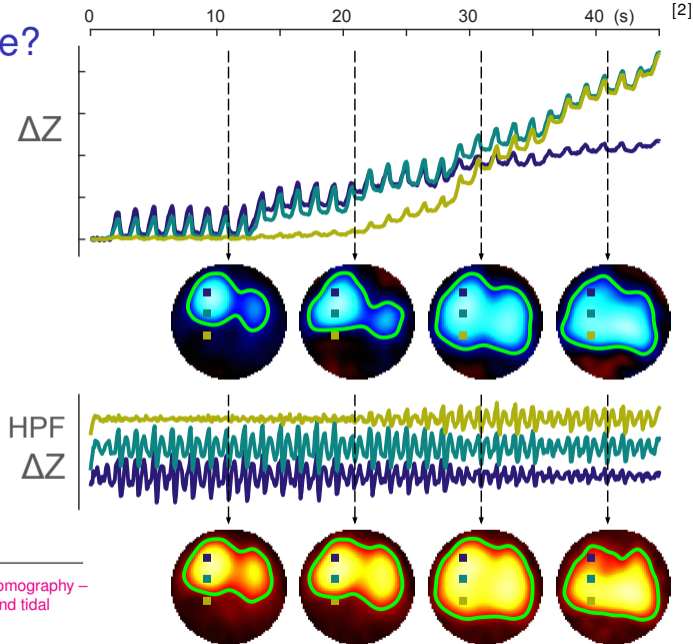 0 10 20 30 40 (s) [2]
e?
ΔZ
HPF
ΔZ
omography –
nd tidal